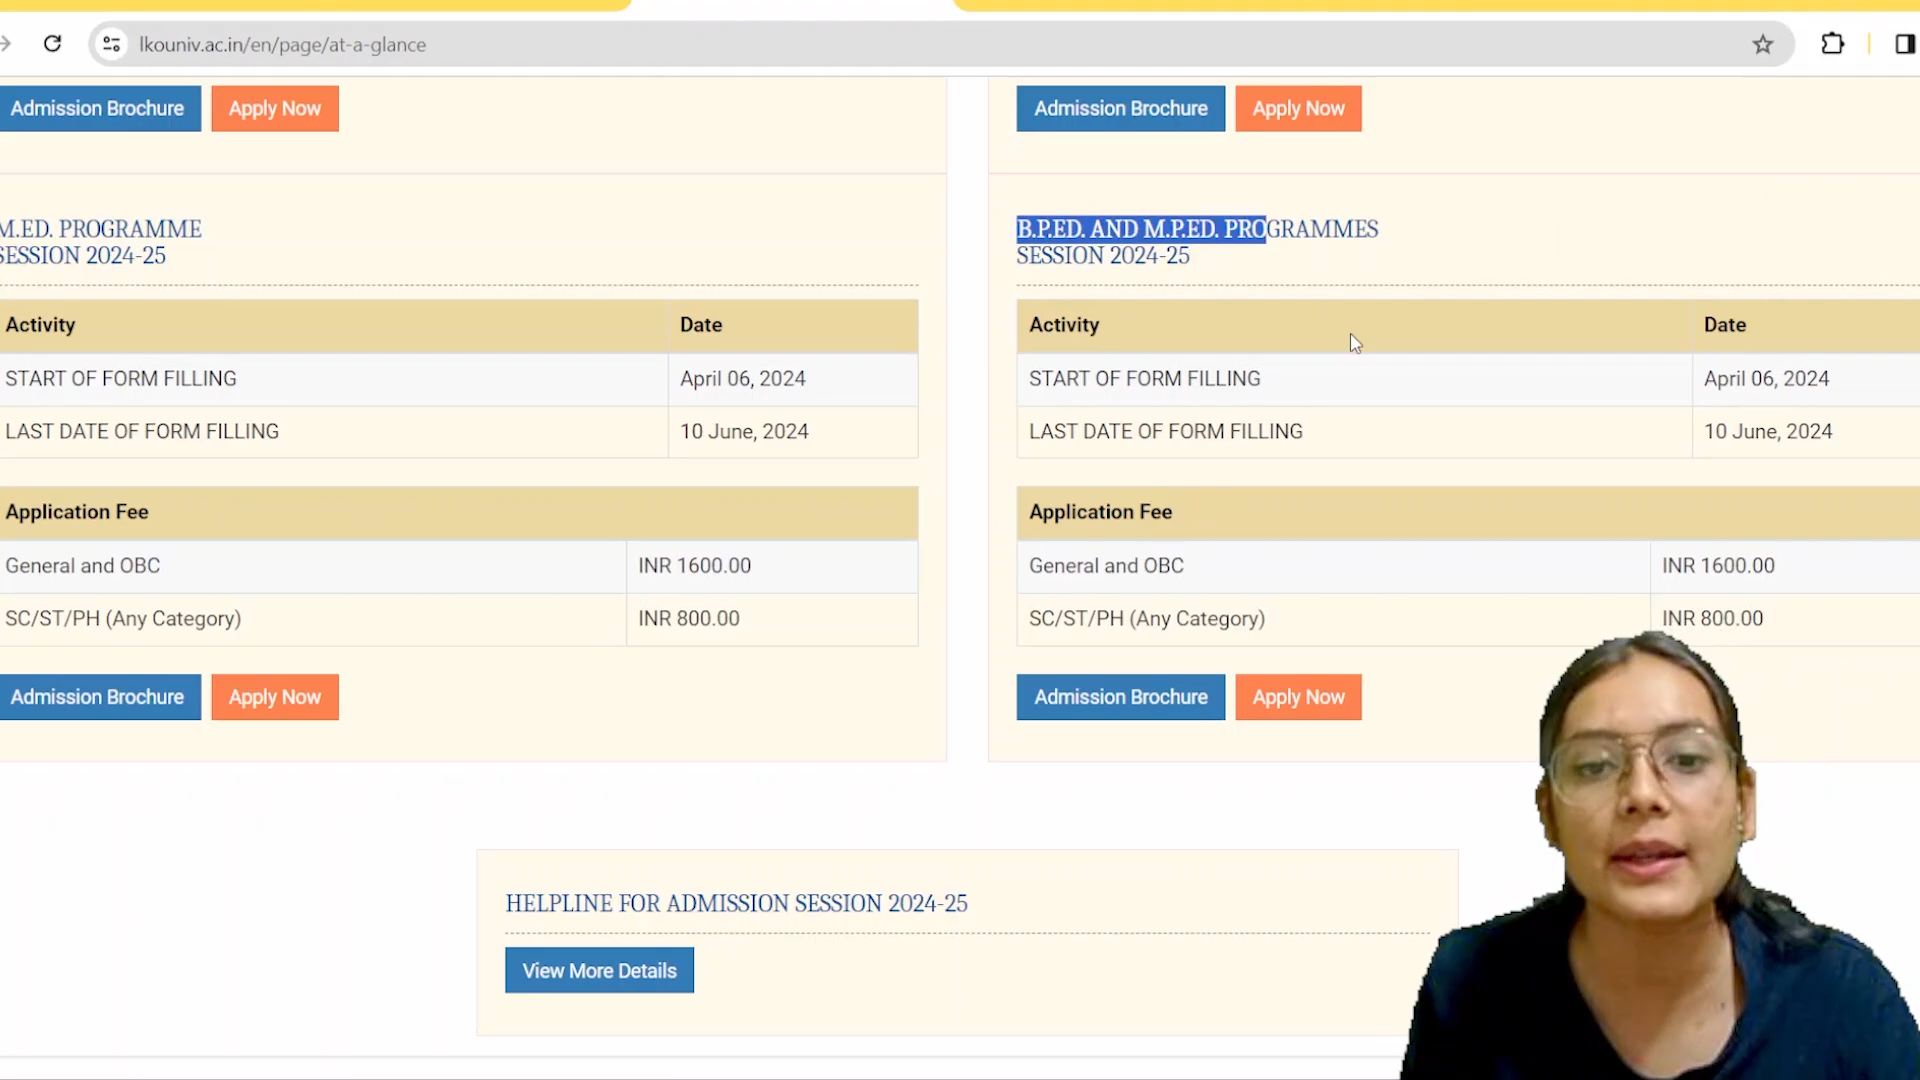 lkouniv.ac.in/en/page/at-a-glance
Admission Brochure Apply Now
Admission Brochure Apply Now
M.ED. PROGRAMME
SESSION 2024-25
Activity Date
START OF FORM FILLING April 06, 2024
LAST DATE OF FORM FILLING 10 June, 2024
Application Fee
General and OBC INR 1600.00
SC/ST/PH (Any Category) INR 800.00
Admission Brochure Apply Now
B.P.ED. AND M.P.ED. PROGRAMMES
SESSION 2024-25
Activity Date
START OF FORM FILLING April 06, 2024
LAST DATE OF FORM FILLING 10 June, 2024
Application Fee
General and OBC INR 1600.00
SC/ST/PH (Any Category) INR 800.00
Admission Brochure Apply Now
HELPLINE FOR ADMISSION SESSION 2024-25
View More Details